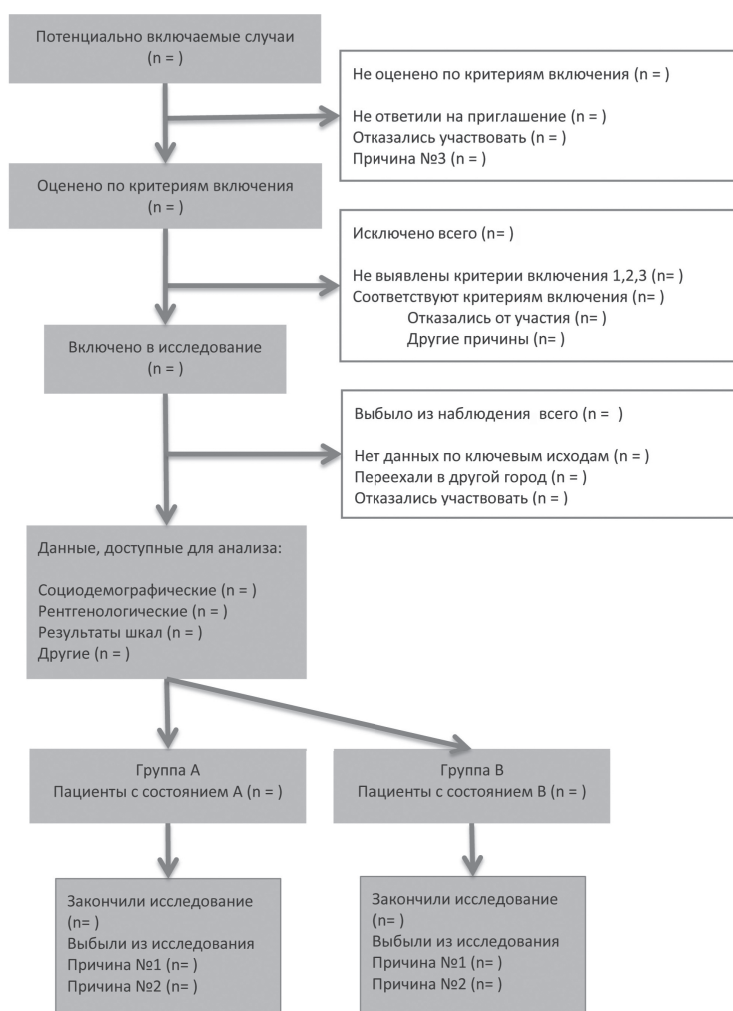 Потенциально включаемые случаи
(n = )
Не оценено по критериям включения (n = )
Не ответили на приглашение (n = )
Отказались участвовать (n = )
Причина №3 (n = )
Оценено по критериям включения
(n = )
Исключено всего (n= )
Не выявлены критерии включения 1,2,3 (n= )
Соответствуют критериям включения (n= )
Отказались от участия (n= )
Другие причины (n= )
Включено в исследование
(n = )
Выбыло из наблюдения всего (n = )
Нет данных по ключевым исходам (n = )
Переехали в другой город (n = )
Отказались участвовать (n = )
Данные, доступные для анализа:
Социодемографические (n = )
Рентгенологические (n = )
Результаты шкал (n = )
Другие (n = )
Группа А
Пациенты с состоянием А (n = )
Группа В
Пациенты с состоянием В (n = )
Закончили исследование
(n= )
Выбыли из исследования
Причина №1 (n= )
Причина №2 (n= )
Закончили исследование
(n= )
Выбыли из исследования
Причина №1 (n= )
Причина №2 (n= )